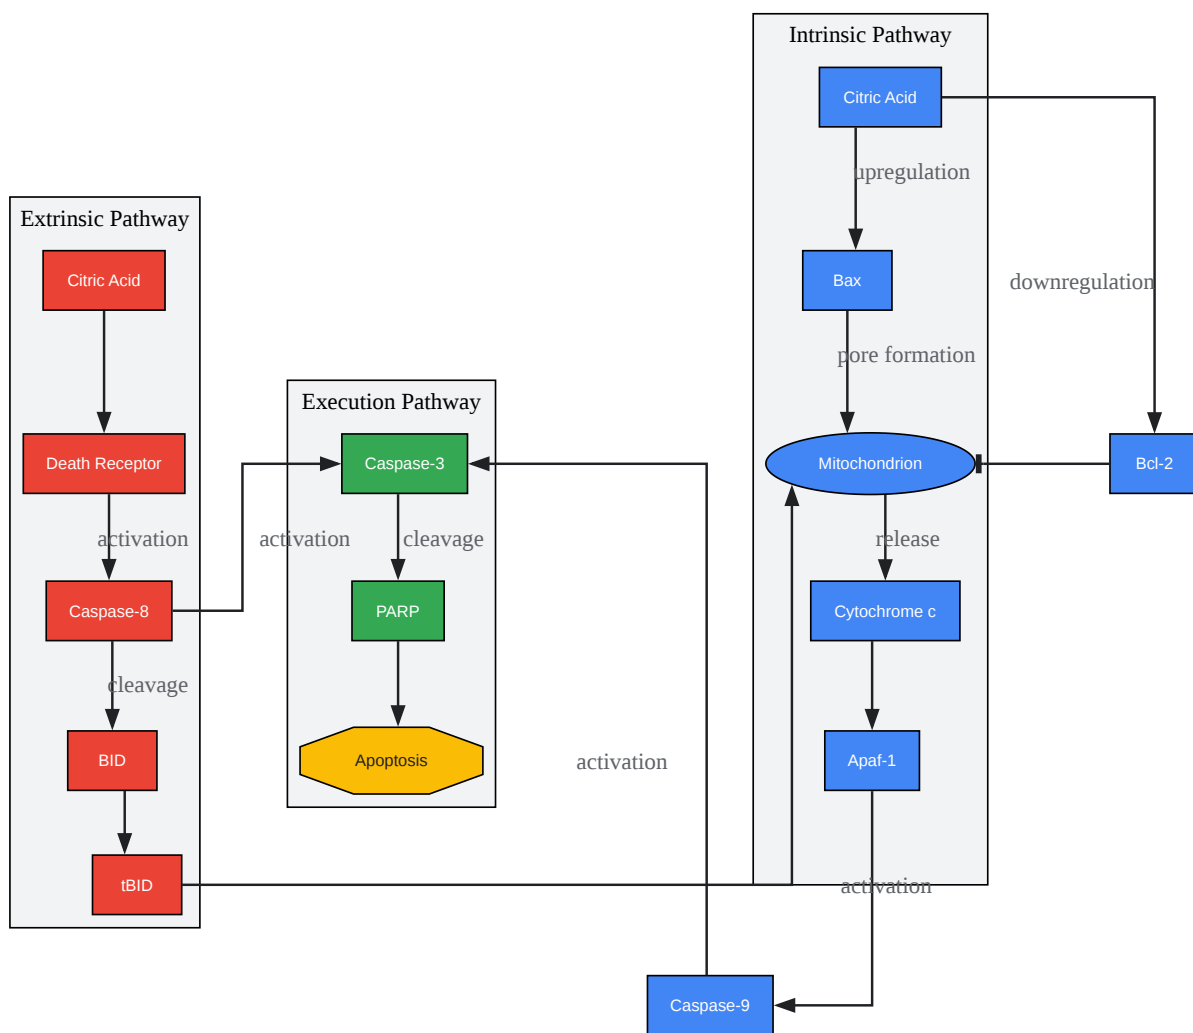 Intrinsic Pathway
Citric Acid
upregulation
Extrinsic Pathway
Citric Acid
Bax
downregulation
pore formation
Execution Pathway
Death Receptor
Caspase-3
Mitochondrion
Bcl-2
activation
activation
cleavage
release
Caspase-8
PARP
Cytochrome c
cleavage
BID
Apoptosis
activation
Apaf-1
tBID
activation
Caspase-9